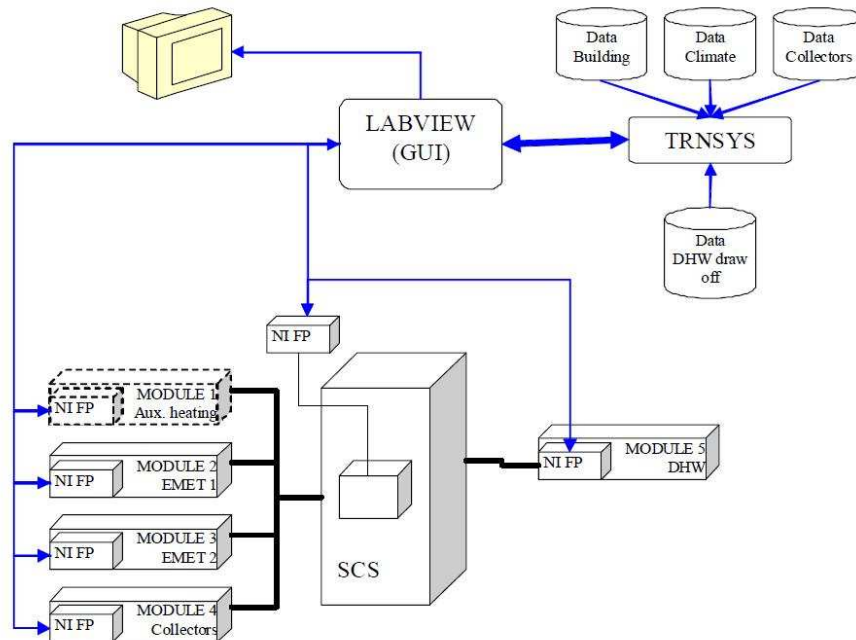 Data
Building
Data
Climate
Data
Collectors
LABVIEW
(GUI)
TRNSYS
Data
DHW draw
off
NI FP
MODULE 1
Aux. heating
NI FP
MODULE 2
EMET 1
NI FP
MODULE 3
EMET 2
NI FP
MODULE 4
Collectors
NI FP
SCS
MODULE 5
DHW
NI FP